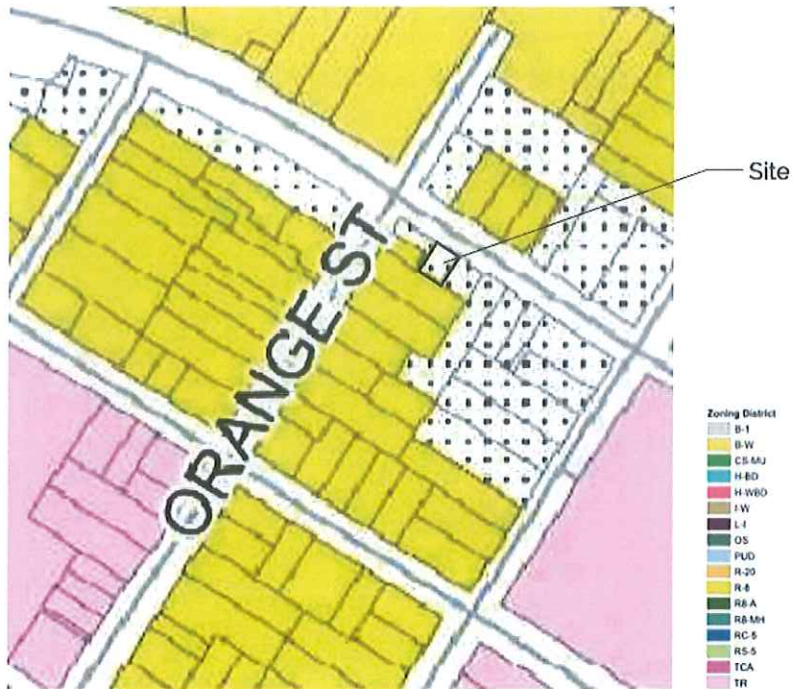 Site
ORANGE ST
Zoning District
B-1
B-W
CS-MU
H-BD
H-WBD
I-W
L-I
OS
PUD
R-20
R-8
R8-A
R8-MH
RC-5
RS-5
TCA
TR